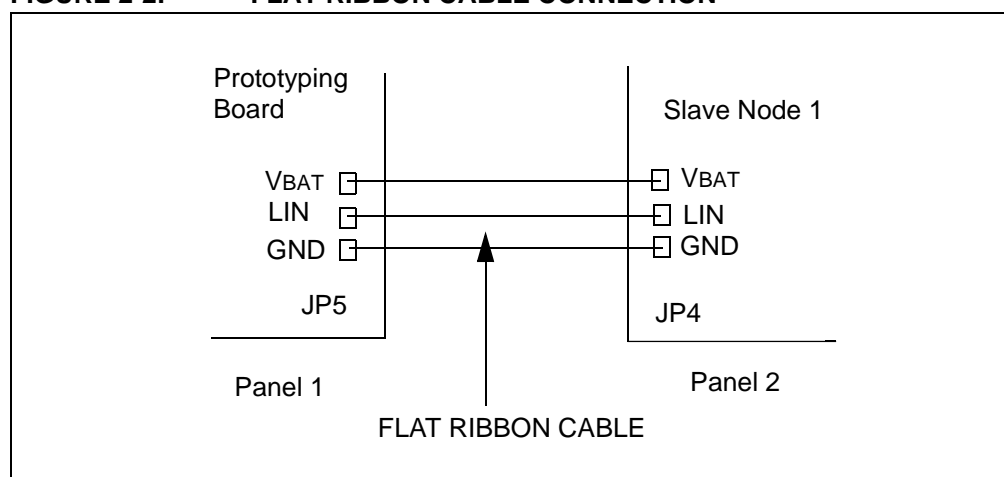 Prototyping
Board
Slave Node 1
VBAT
VBAT
LIN
LIN
GND
GND
JP5
JP4
Panel 1
Panel 2
FLAT RIBBON CABLE